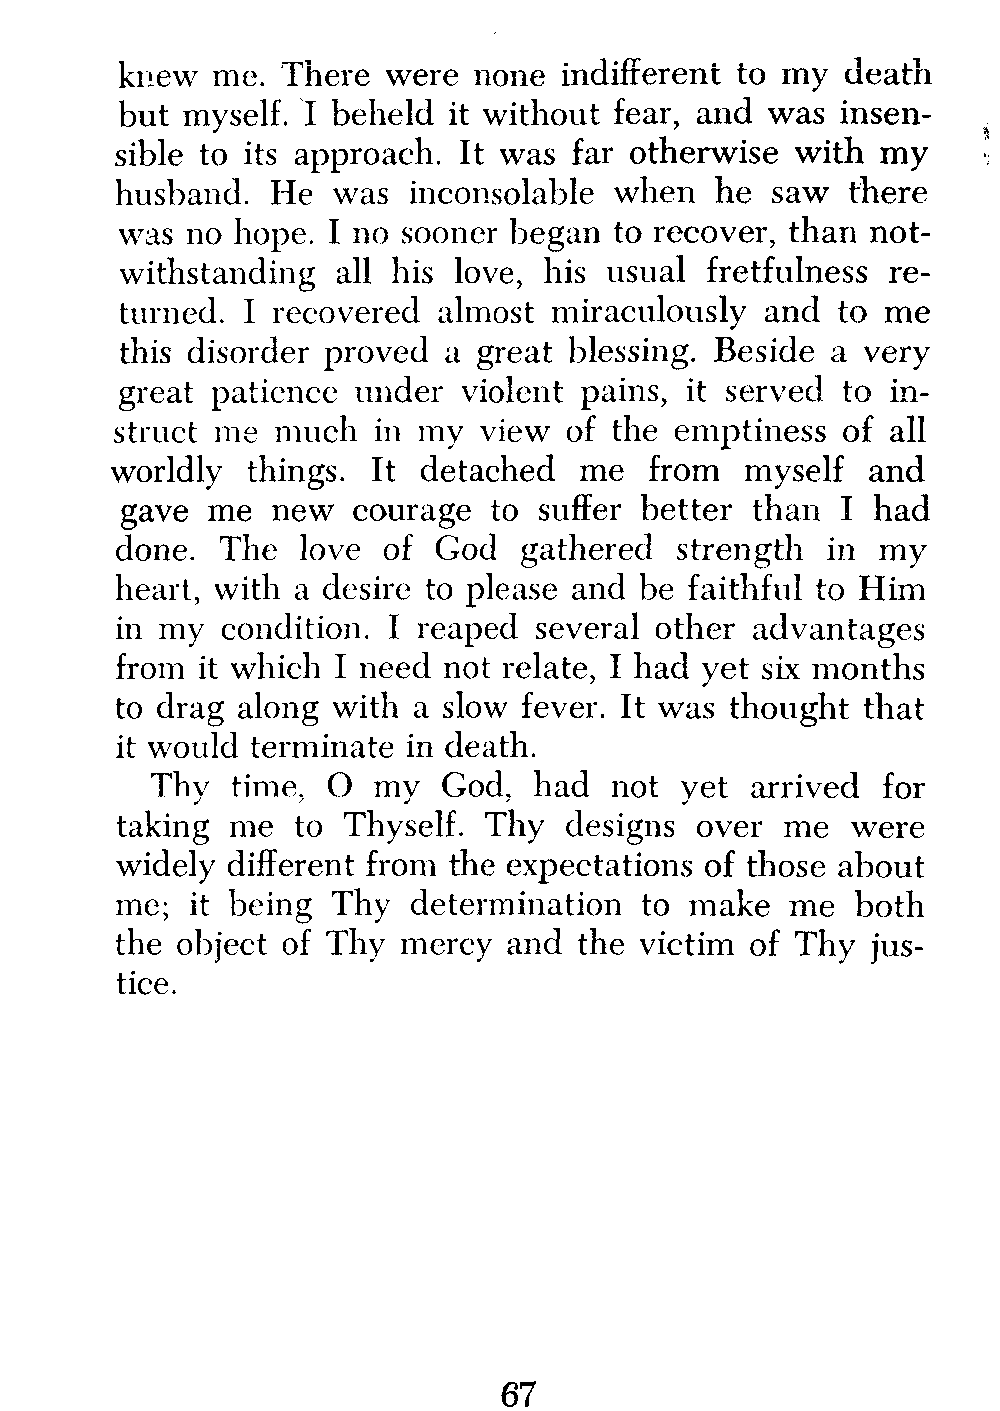 knew me. There were none indifferent to my death
but myself. I beheld it without fear, and was insen-
sible to its approach. It was far otherwise with my
husband. He was inconsolable when he saw there
was no hope. I no sooner began to recover, than not-
withstanding all his love, his usual fretfulness re-
turned. I recovered almost miraculously and to me
this disorder proved a great blessing. Beside a very
great patience under violent pains, it served to in-
struct me much in my view of the emptiness of all
worldly things. It detached me from myself and
gave me new courage to suffer better than I had
done. The love of God gathered strength in my
heart, with a desire to please and be faithful to Him
in my condition. I reaped several other advantages
from it which I need not relate, I had yet six months
to drag along with a slow fever. It was thought that
it would terminate in death.
Thy time, O my God, had not yet arrived for
taking me to Thyself. Thy designs over me were
widely different from the expectations of those about
me; it being Thy determination to make me both
the object of Thy mercy and the victim of Thy jus-
tice.
67